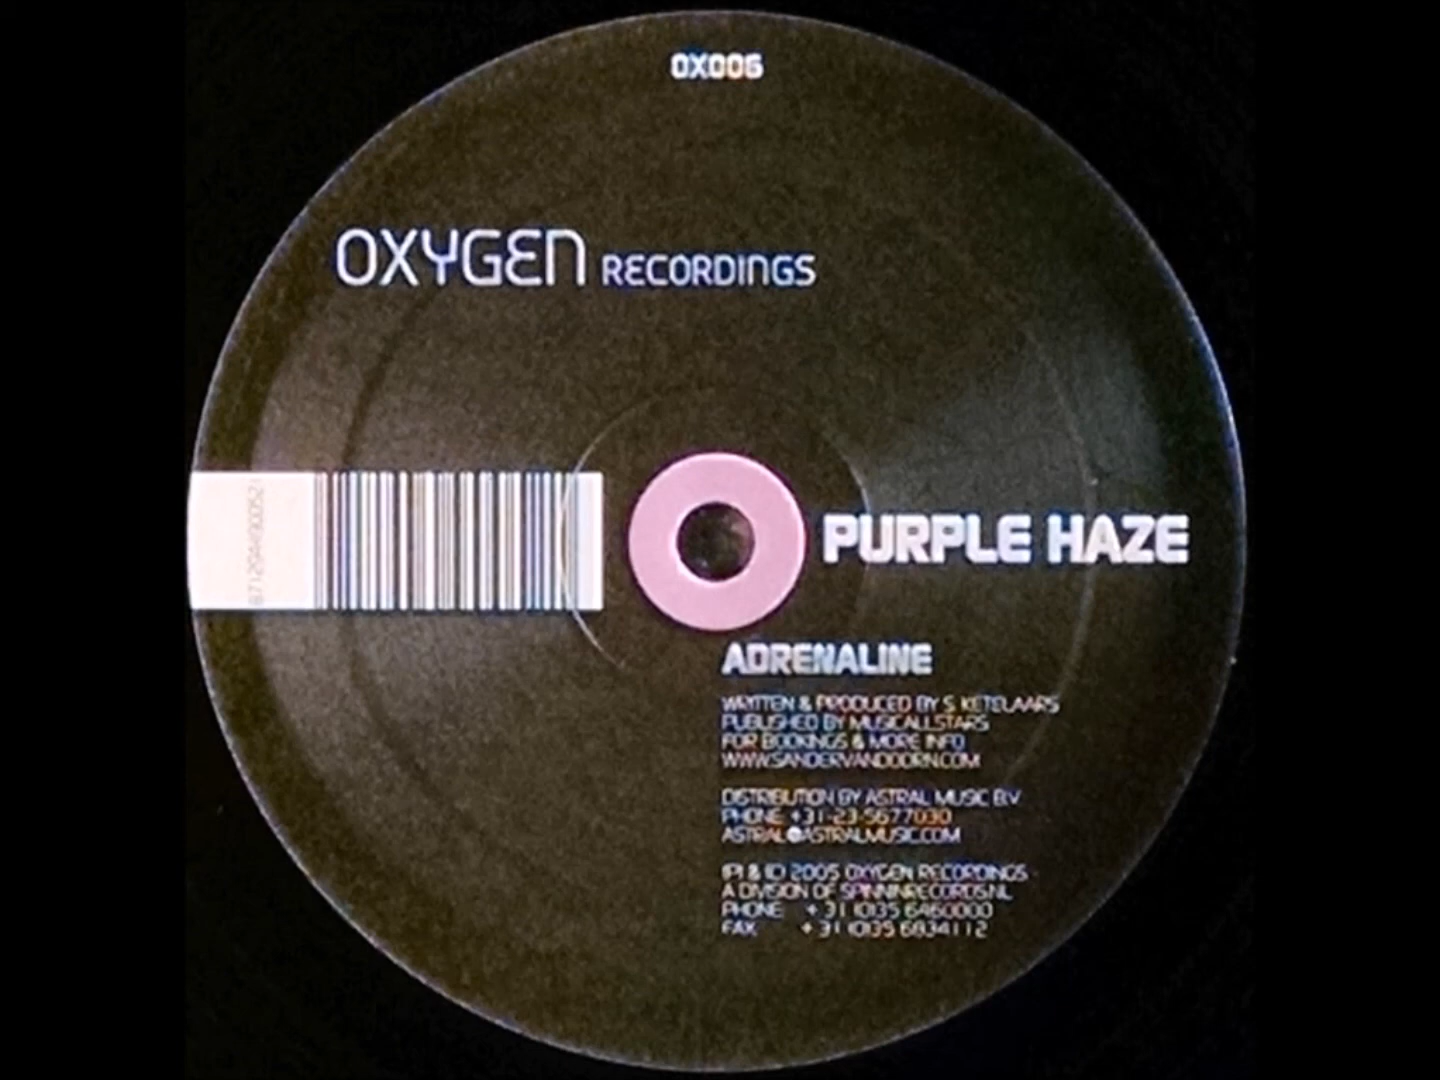 OX006
OXYGEN RECORDINGS
PURPLE HAZE
ADRENALINE
WRITTEN & PRODUCED BY S. KETELAARS
PUBLISHED BY MUSICALLSTARS
FOR BOOKINGS & MORE INFO
WWW.SANDERVANDOORN.COM
DISTRIBUTION BY ASTRAL MUSIC B.V.
PHONE +31-23-5677030
ASTRAL@ASTRALMUSIC.COM
(P) & (C) 2005 OXYGEN RECORDINGS
A DIVISION OF SPINNINRECORDS.NL
PHONE + 31 (0)35 6460000
FAX + 31 (0)35 6834112